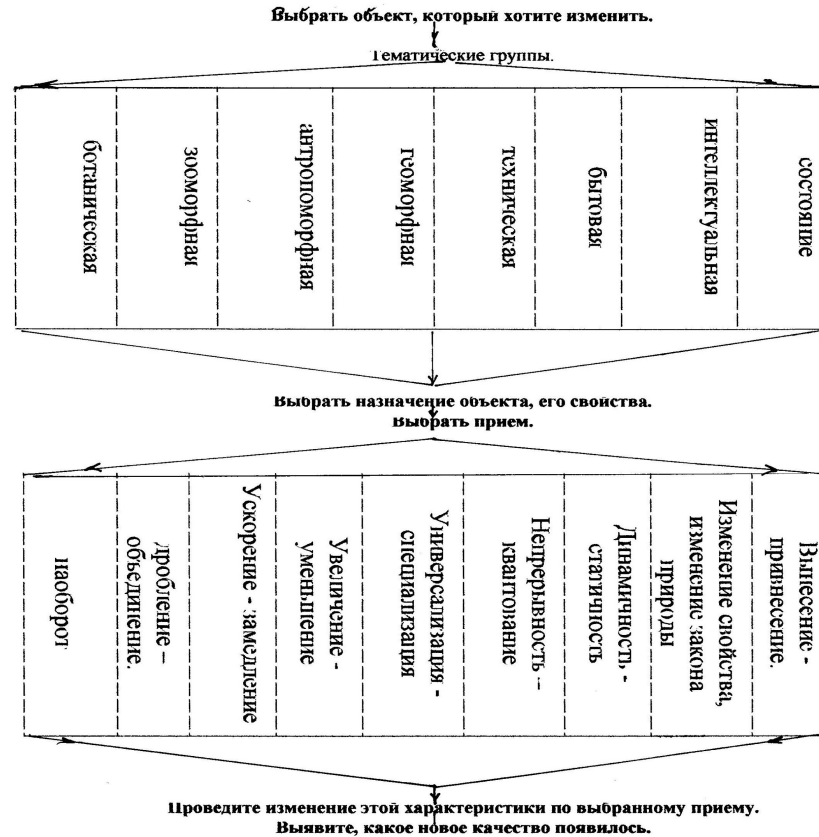 Выбрать объект, который хотите изменить.
Тематические группы.
ботаническая
зооморфная
антропоморфная
геоморфная
техническая
бытовая
интеллектуальная
состояние
Выбрать назначение объекта, его свойства.
Выбрать прием.
наоборот
дробление –
объединение.
Ускорение - замедление
Увеличение -
уменьшение
Универсализация -
специализация
Непрерывность –
квантование
Динамичность -
статичность
Изменение свойства,
изменение закона
природы
Вынесение -
привнесение.
Проведите изменение этой характеристики по выбранному приему.
Выявите, какое новое качество появилось.